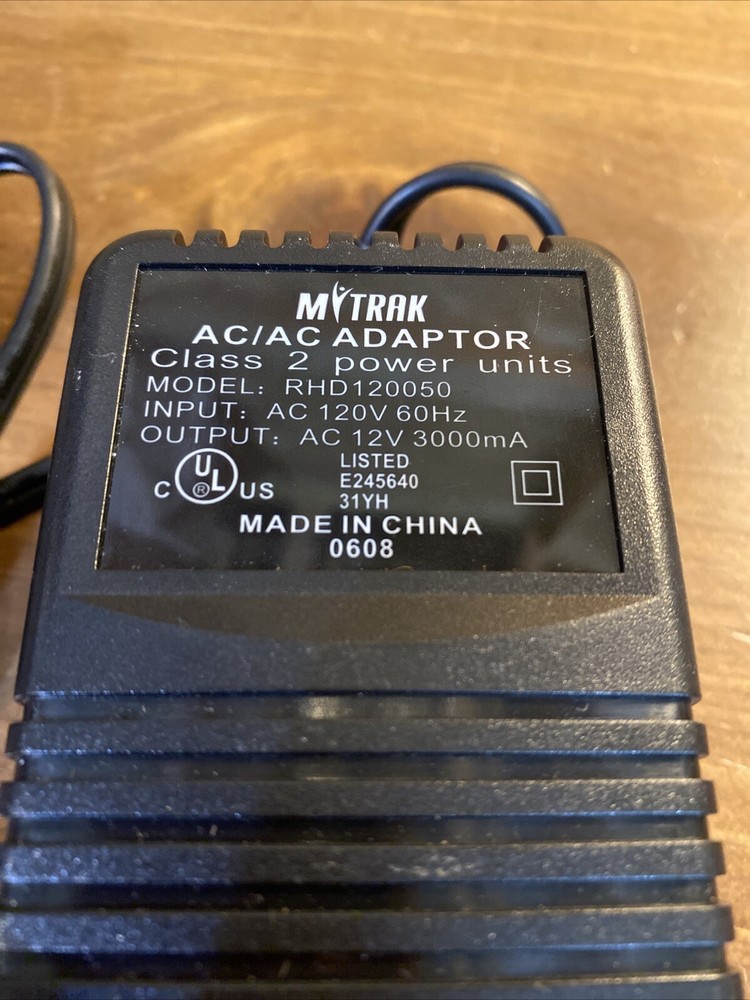 MYTRAK
AC/AC ADAPTOR
Class 2 power units
MODEL: RHD120050
INPUT: AC 120V 60Hz
OUTPUT: AC 12V 3000mA
C UL ® US
LISTED
E245640
31YH
MADE IN CHINA
0608